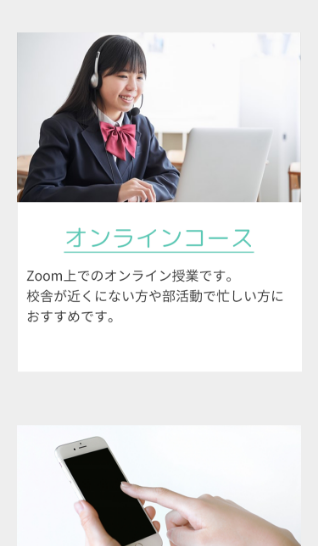 オンラインコース
Zoom上でのオンライン授業です。
校舎が近くにない方や部活動で忙しい方に
おすすめです。